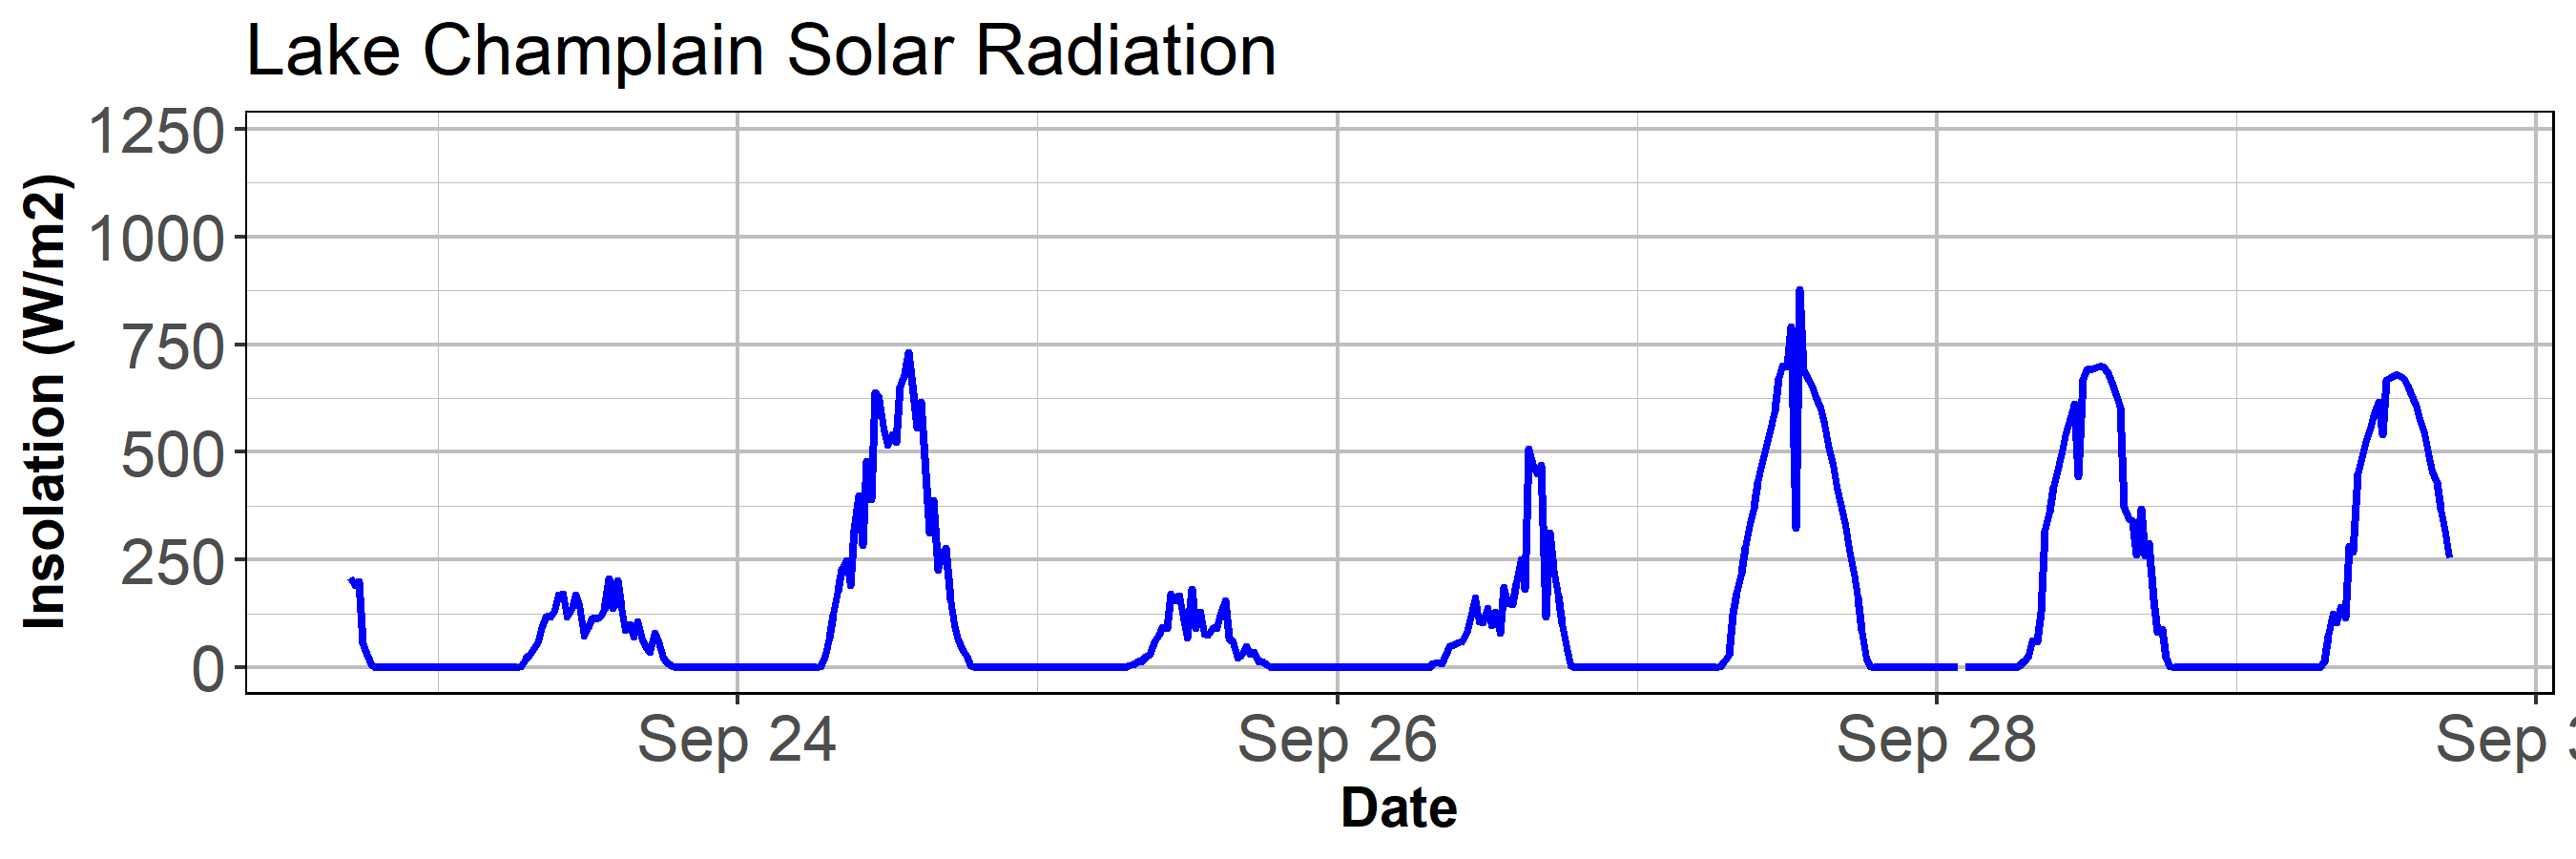 Lake Champlain Solar Radiation
1250
1000
750
500
250
0
Insolation (W/m2)
Sep 24
Sep 26
Sep 28
Sep
Date